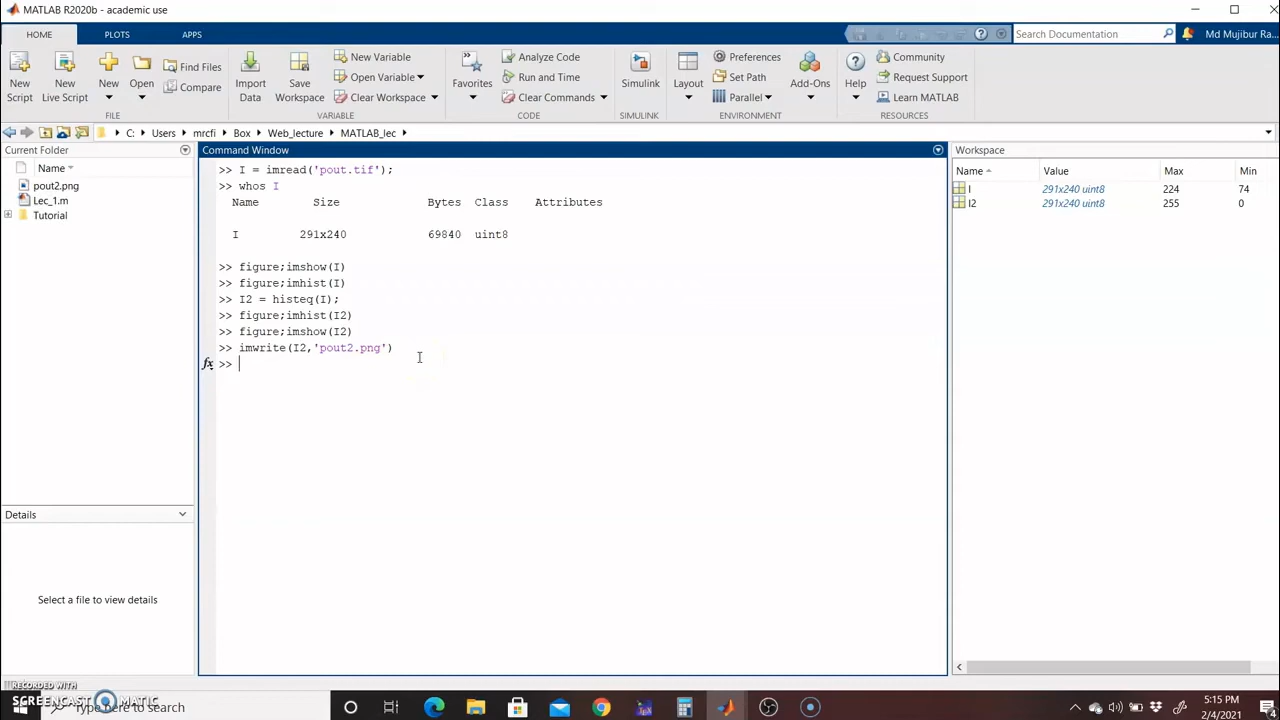 MATLAB R2020b - academic use
HOME PLOTS APPS
Search Documentation
Md Mujibur Ra...
New Script
New Live Script
New
Open
Find Files
Compare
Import Data
Save Workspace
New Variable
Open Variable
Clear Workspace
Favorites
Analyze Code
Run and Time
Clear Commands
Simulink
Layout
Preferences
Set Path
Parallel
Add-Ons
Help
Community
Request Support
Learn MATLAB
FILE VARIABLE CODE SIMULINK ENVIRONMENT RESOURCES
C: Users mrcfi Box Web_lecture MATLAB_lec
Current Folder
Name
pout2.png
Lec_1.m
Tutorial
Details
Select a file to view details
Command Window
>> I = imread('pout.tif');
>> whos I
Name Size Bytes Class Attributes
I 291x240 69840 uint8
>> figure;imshow(I)
>> figure;imhist(I)
>> I2 = histeq(I);
>> figure;imhist(I2)
>> figure;imshow(I2)
>> imwrite(I2,'pout2.png')
fx >>
Workspace
Name Value Max Min
I 291x240 uint8 224 74
I2 291x240 uint8 255 0
RECORDED WITH
SCREENCAST MATIC
Type here to search
5:15 PM
2/4/2021